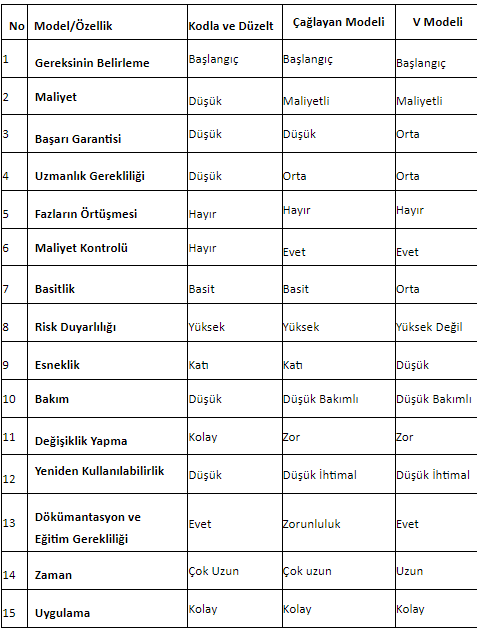 No Model/Özellik Kodla ve Düzelt Çağlayan Modeli V Modeli
1 Gereksinin Belirleme Başlangıç Başlangıç Başlangıç
2 Maliyet Düşük Maliyetli Maliyetli
3 Başarı Garantisi Düşük Düşük Orta
4 Uzmanlık Gerekliliği Düşük Orta Orta
5 Fazların Örtüşmesi Hayır Hayır Hayır
6 Maliyet Kontrolü Hayır Evet Evet
7 Basitlik Basit Basit Orta
8 Risk Duyarlılığı Yüksek Yüksek Yüksek Değil
9 Esneklik Katı Katı Düşük
10 Bakım Düşük Düşük Bakımlı Düşük Bakımlı
11 Değişiklik Yapma Kolay Zor Zor
12 Yeniden Kullanılabilirlik Düşük Düşük İhtimal Düşük İhtimal
13 Dökümantasyon ve
Eğitim Gerekliliği Evet Zorunluluk Evet
14 Zaman Çok Uzun Çok uzun Uzun
15 Uygulama Kolay Kolay Kolay